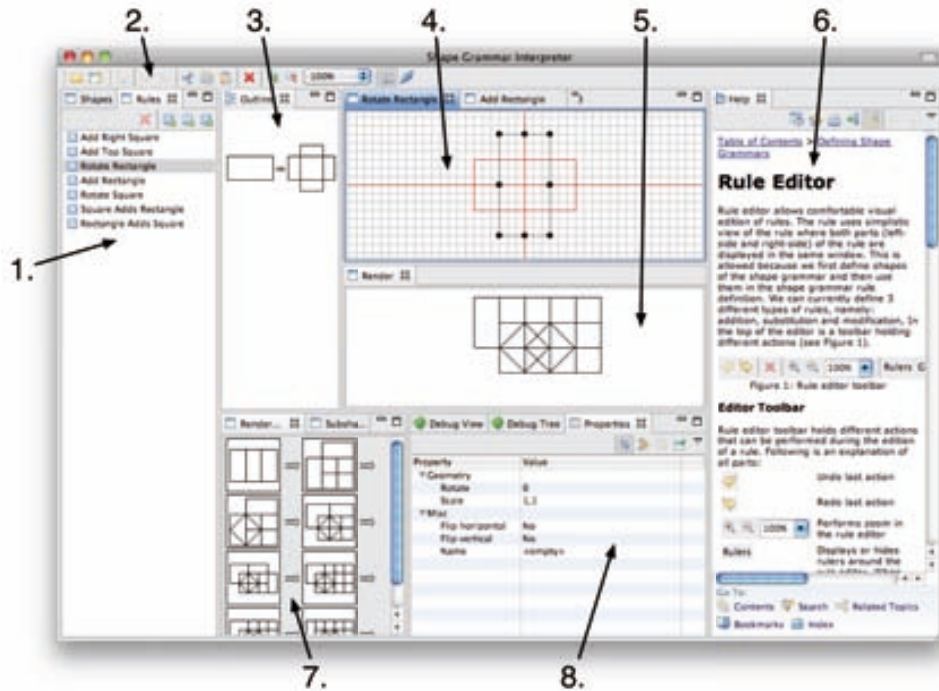 2.
3.
4.
5.
6.
Shape Grammar Interpreter
100%
Shapes
Rules
Add Right Square
Add Top Square
Rotate Rectangle
Add Rectangle
Rotate Square
Square Adds Rectangle
Rectangle Adds Square
1.
Outline
Rotate Rectangle
Add Rectangle
Render
Help
Table of Contents > Defining Shape
Grammars
Rule Editor
Rule editor allows comfortable visual
edition of rules. The rule uses simplistic
view of the rule where both parts (left-
side and right-side) of the rule are
displayed in the same window. This is
allowed because we first define shapes
of the shape grammar and then use
them in the shape grammar rule
definition. We can currently define 3
different types of rules, namely:
addition, substitution and modification. In
the top of the editor is a toolbar holding
different actions (see Figure 1).
100%
Rulers G
Figure 1: Rule editor toolbar
Editor Toolbar
Rule editor toolbar holds different actions
that can be performed during the edition
of a rule. Following is an explanation of
all parts:
Undo last action
Redo last action
100%
Performs zoom in
the rule editor
Rulers
Displays or hides
rulers around the
Go To:
Contents
Search
Related Topics
Bookmarks
Index
Render...
Subsha...
Debug View
Debug Tree
Properties
Property Value
Geometry
Rotate 0
Scale 1,1
Misc
Flip horizontal No
Flip vertical No
Name <empty>
7.
8.